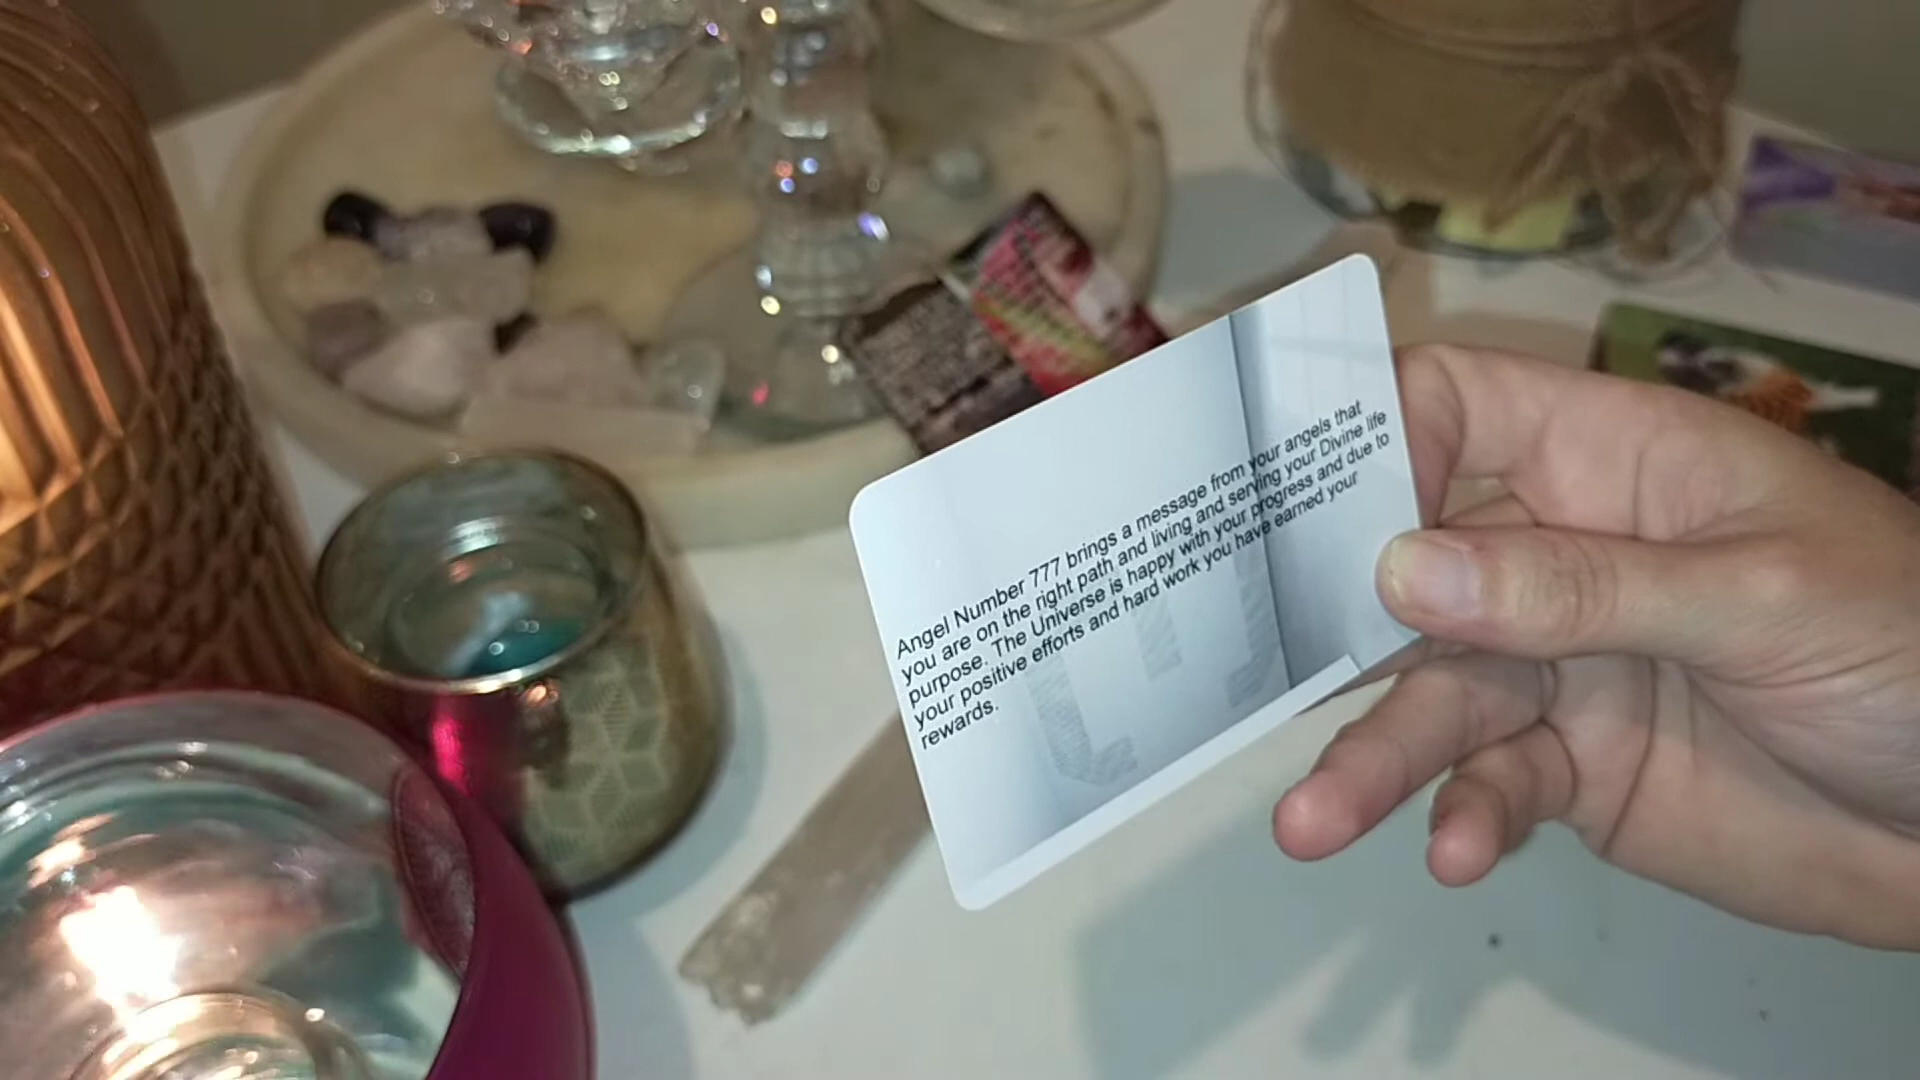 Angel Number 777 brings a message from your angels that
you are on the right path and living and serving your Divine life
purpose. The Universe is happy with your progress and due to
your positive efforts and hard work you have earned your
rewards.